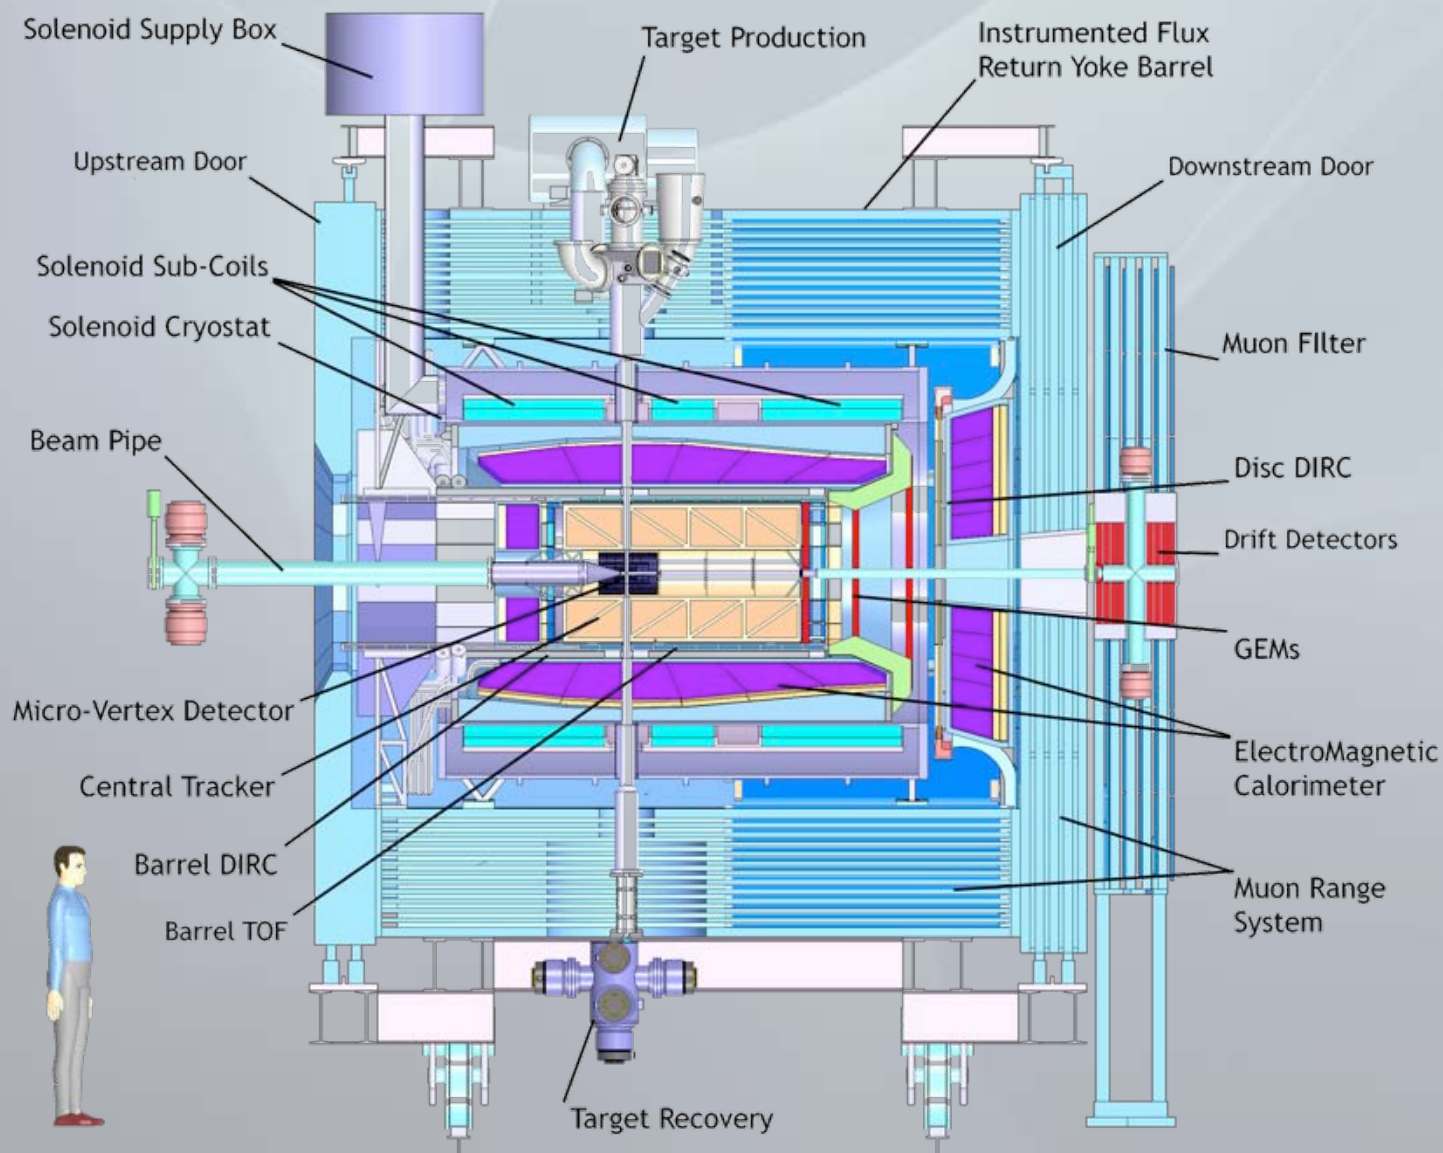 Solenoid Supply Box
Target Production
Instrumented Flux
Return Yoke Barrel
Upstream Door
Downstream Door
Solenoid Sub-Coils
Solenoid Cryostat
Muon FIlter
Beam Pipe
Disc DIRC
Drift Detectors
GEMs
Micro-Vertex Detector
ElectroMagnetic
Calorimeter
Central Tracker
Barrel DIRC
Muon Range
System
Barrel TOF
Target Recovery